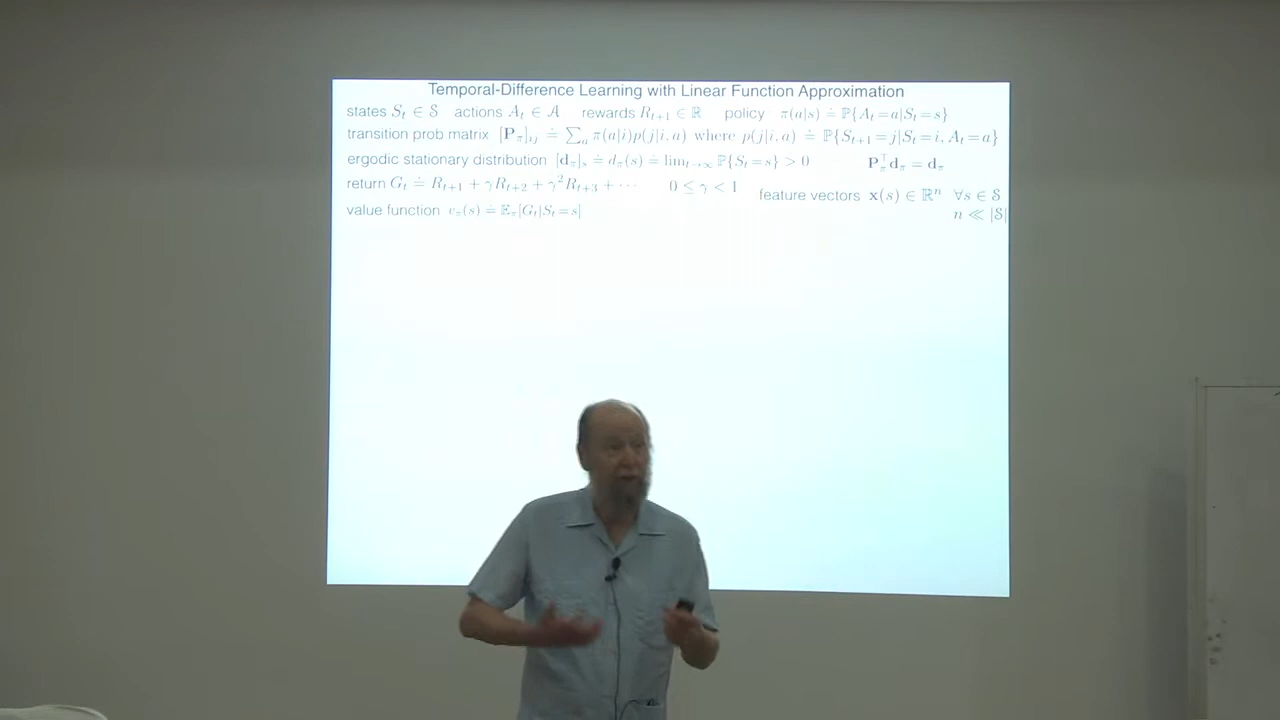 Temporal-Difference Learning with Linear Function Approximation
states S_t ∈ 𝒮 actions A_t ∈ 𝒜 rewards R_{t+1} ∈ ℝ policy π(a|s) ≐ ℙ{A_t=a|S_t=s}
transition prob matrix [P_π]_{ij} ≐ ∑_a π(a|i)p(j|i,a) where p(j|i,a) ≐ ℙ{S_{t+1}=j|S_t=i,A_t=a}
ergodic stationary distribution [d_π]_s ≐ d_π(s) ≐ lim_{t→∞} ℙ{S_t=s} > 0 P_π^⊤ d_π = d_π
return G_t ≐ R_{t+1} + γR_{t+2} + γ²R_{t+3} + ··· 0 ≤ γ < 1
feature vectors x(s) ∈ ℝⁿ ∀s ∈ 𝒮
value function v_π(s) ≐ 𝔼_π[G_t|S_t=s]
n ≪ |𝒮|